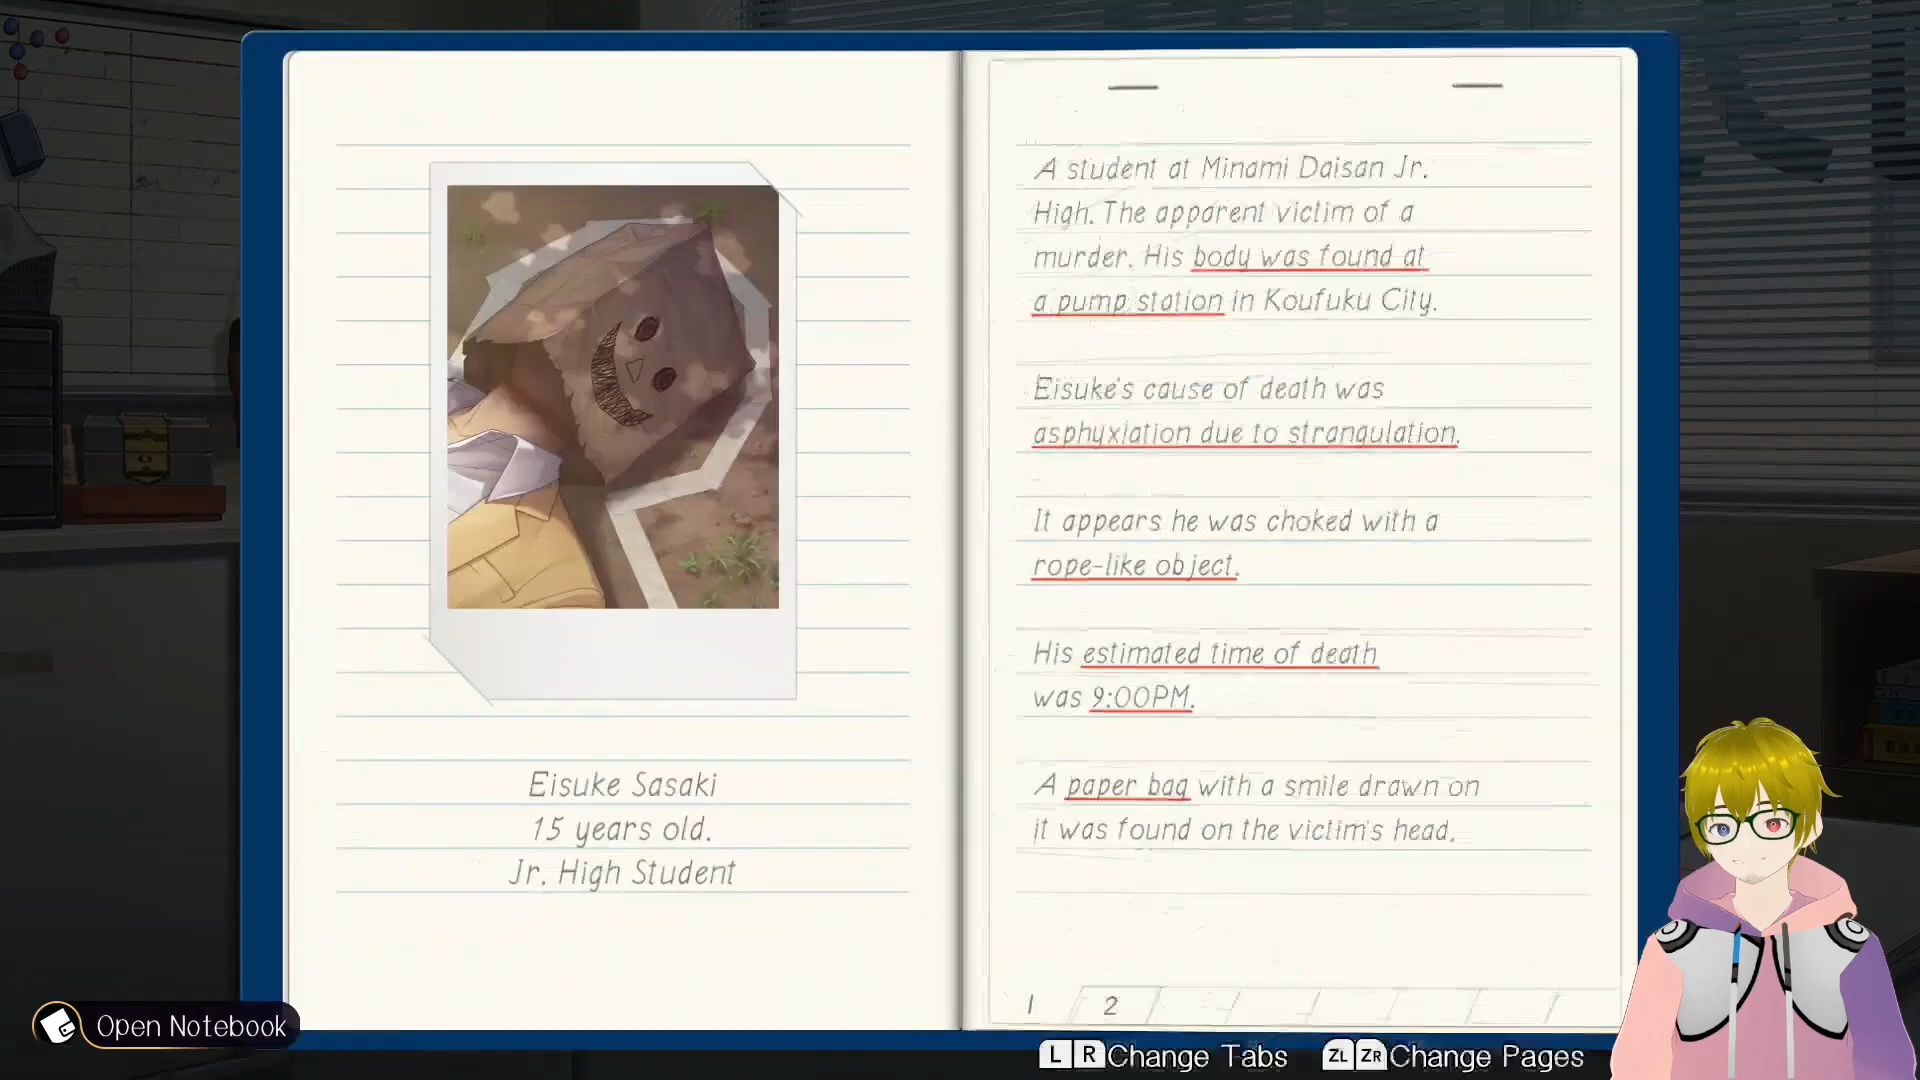 Eisuke Sasaki
15 years old.
Jr. High Student
A student at Minami Daisan Jr.
High. The apparent victim of a
murder. His body was found at
a pump station in Koufuku City.
Eisuke's cause of death was
asphyxiation due to strangulation.
It appears he was choked with a
rope-like object.
His estimated time of death
was 9:00PM.
A paper bag with a smile drawn on
it was found on the victim's head.
1 2
Open Notebook
L R Change Tabs ZL ZR Change Pages